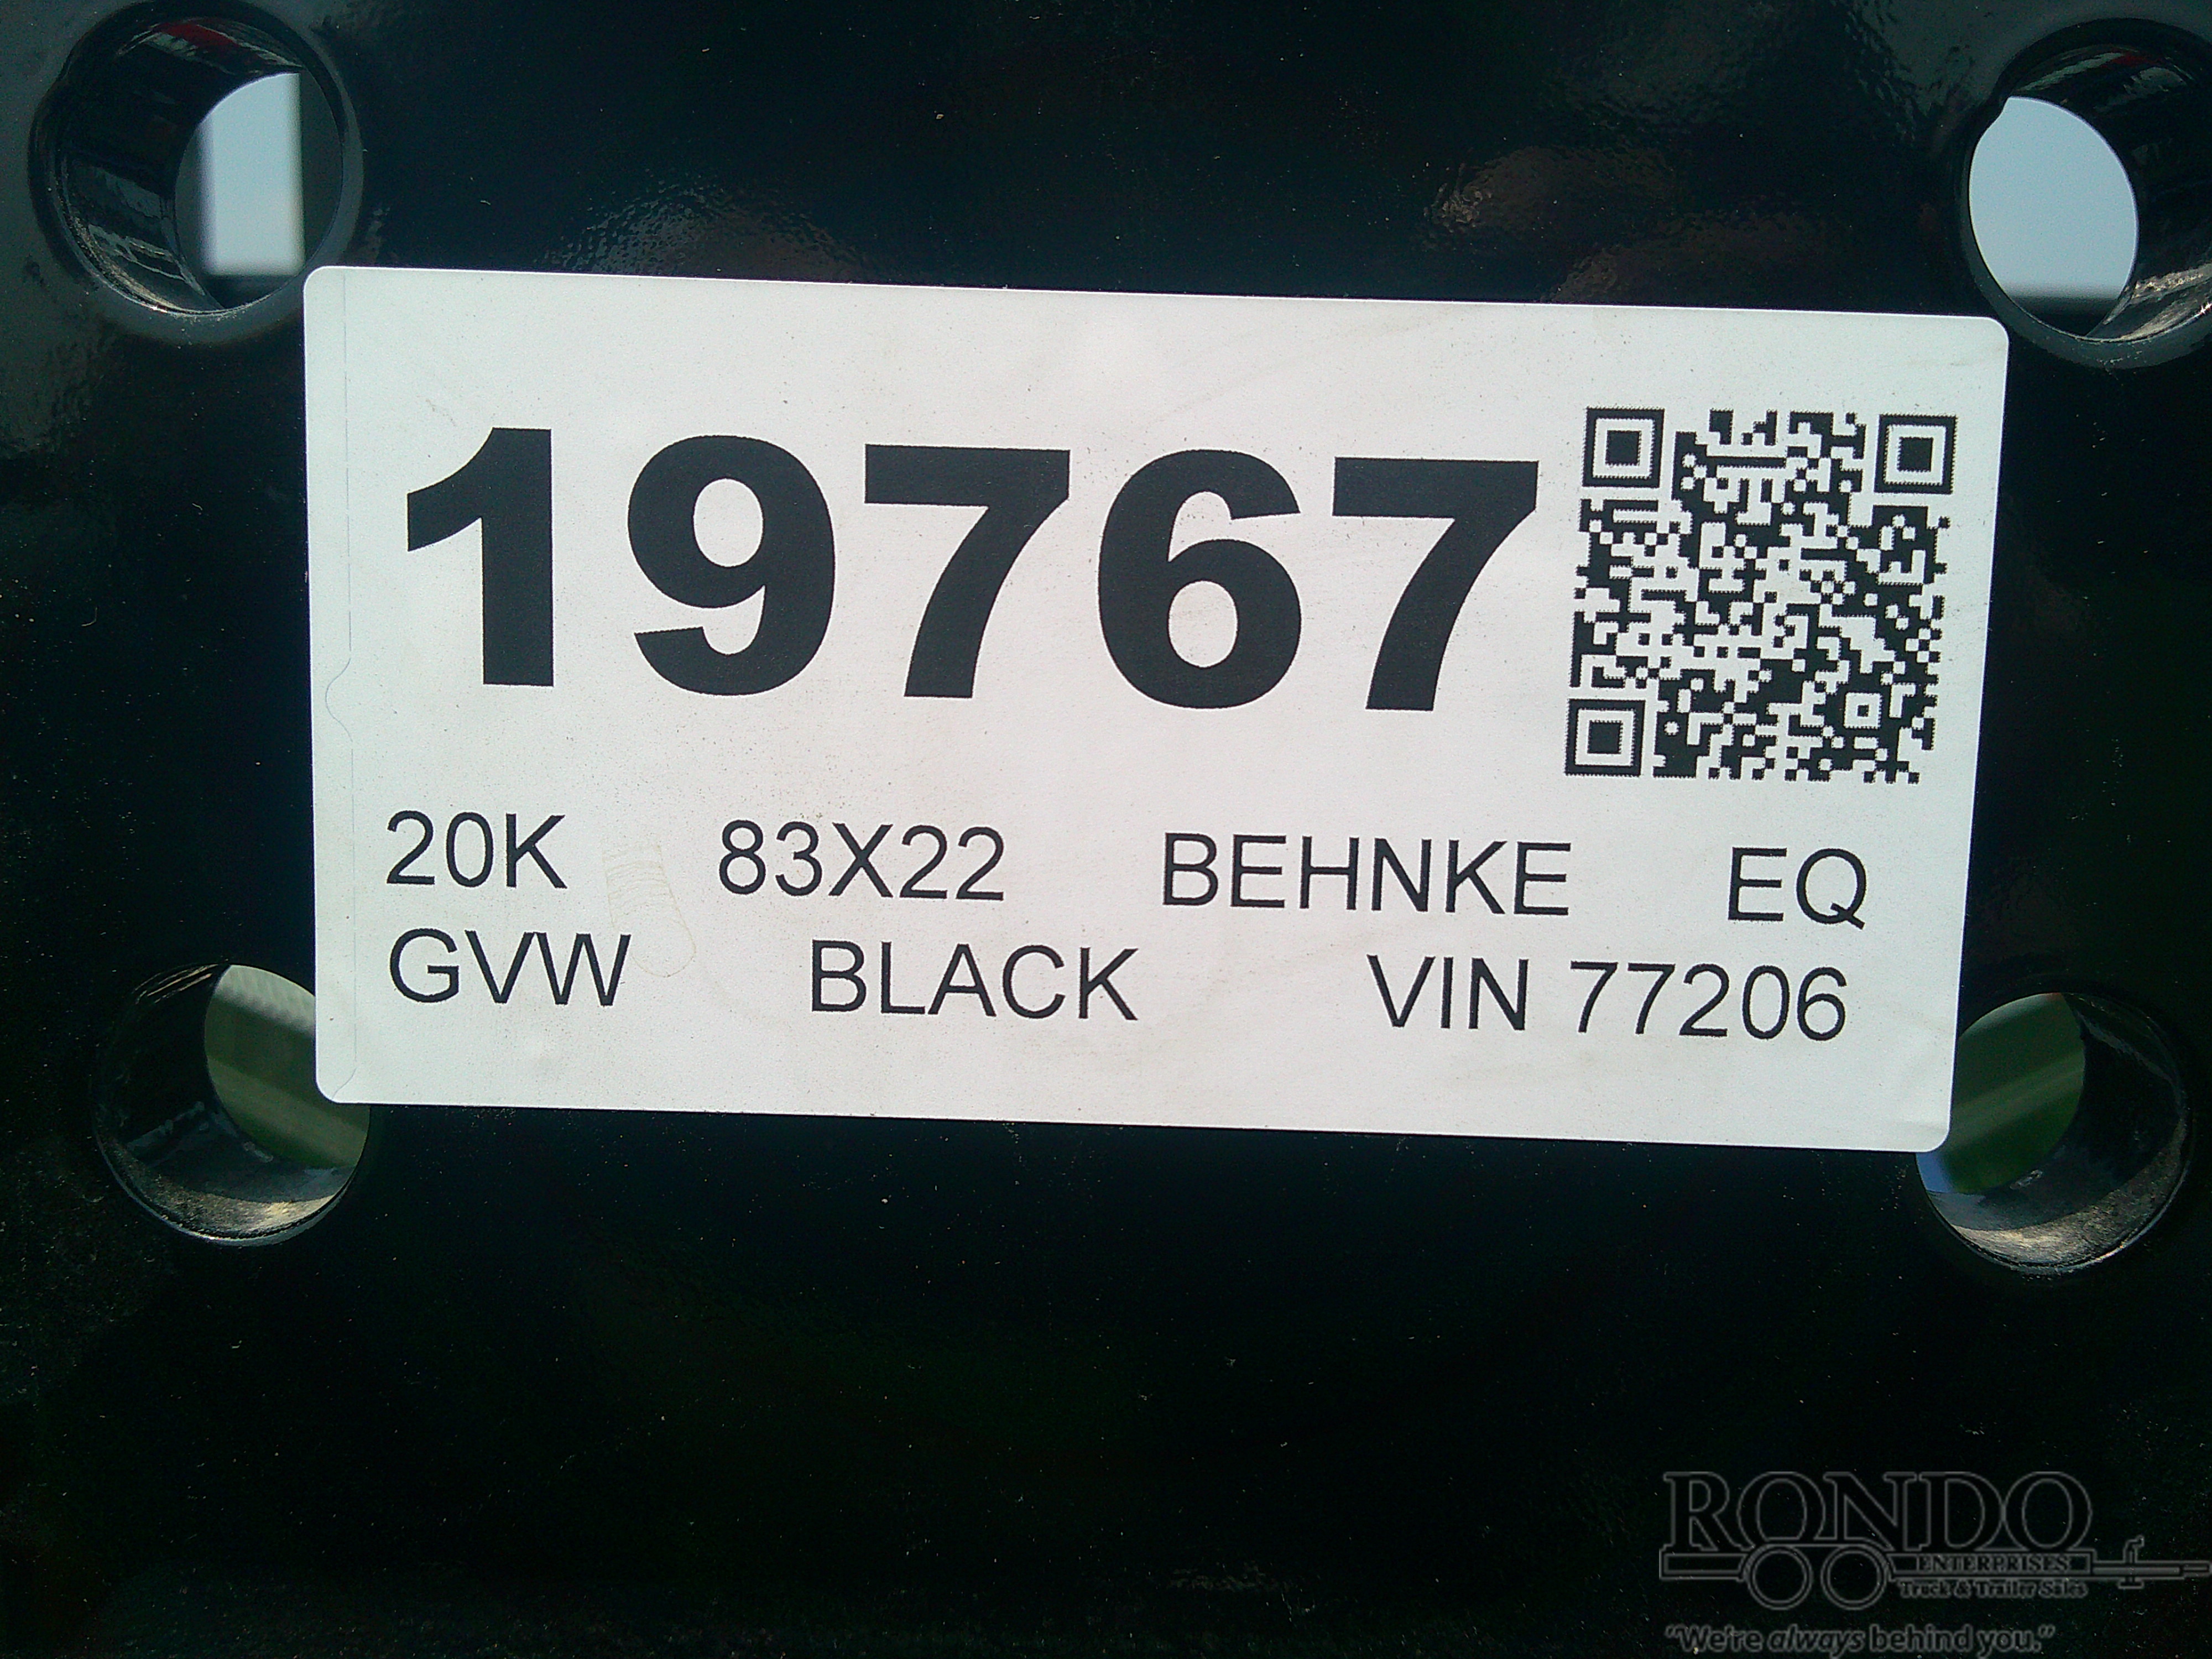 19767
20K 83X22 BEHNKE EQ
GVW BLACK VIN 77206
RONDO
ENTERPRISES
Truck & Trailer Sales
"We're always behind you."